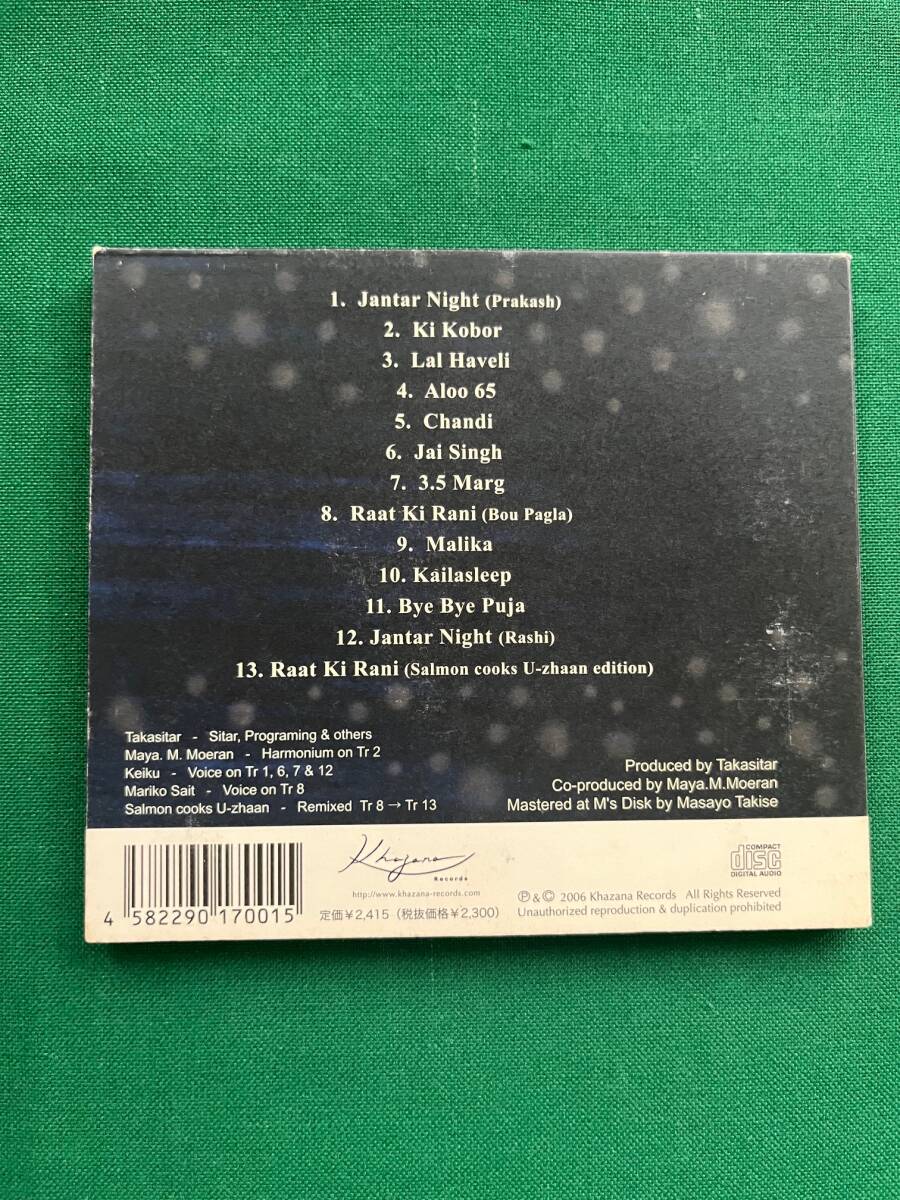 1. Jantar Night (Prakash)
2. Ki Kobor
3. Lal Haveli
4. Aloo 65
5. Chandi
6. Jai Singh
7. 3.5 Marg
8. Raat Ki Rani (Bou Pagla)
9. Malika
10. Kailasleep
11. Bye Bye Puja
12. Jantar Night (Rashi)
13. Raat Ki Rani (Salmon cooks U-zhaan edition)
Takasitar - Sitar, Programing & others
Maya. M. Moeran - Harmonium on Tr 2
Keiku - Voice on Tr 1, 6, 7 & 12
Mariko Sait - Voice on Tr 8
Salmon cooks U-zhaan - Remixed Tr 8 → Tr 13
Produced by Takasitar
Co-produced by Maya.M.Moeran
Mastered at M's Disk by Masayo Takise
4 582290 170015
Khazana
Records
http://www.khazana-records.com
定価¥2,415（税抜価格¥2,300）
COMPACT
disc
DIGITAL AUDIO
℗&© 2006 Khazana Records All Rights Reserved
Unauthorized reproduction & duplication prohibited